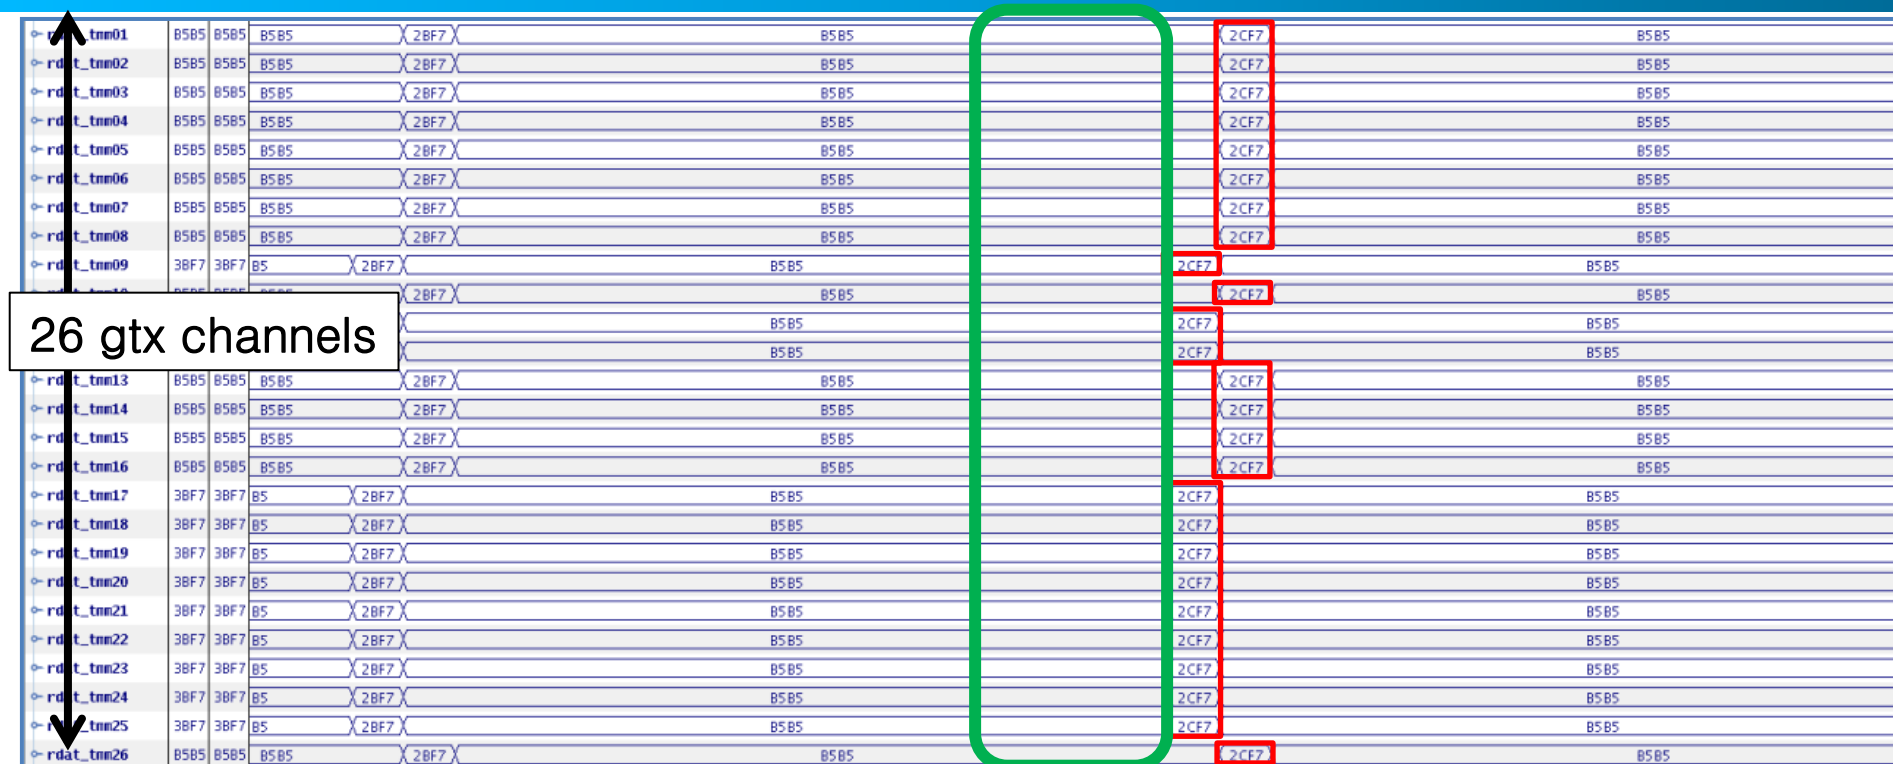 rdat_tmm01 B5B5 B5B5 B5B5 2BF7 B5B5 2CF7 B5B5
rdat_tmm02 B5B5 B5B5 B5B5 2BF7 B5B5 2CF7 B5B5
rdat_tmm03 B5B5 B5B5 B5B5 2BF7 B5B5 2CF7 B5B5
rdat_tmm04 B5B5 B5B5 B5B5 2BF7 B5B5 2CF7 B5B5
rdat_tmm05 B5B5 B5B5 B5B5 2BF7 B5B5 2CF7 B5B5
rdat_tmm06 B5B5 B5B5 B5B5 2BF7 B5B5 2CF7 B5B5
rdat_tmm07 B5B5 B5B5 B5B5 2BF7 B5B5 2CF7 B5B5
rdat_tmm08 B5B5 B5B5 B5B5 2BF7 B5B5 2CF7 B5B5
rdat_tmm09 3BF7 3BF7 B5 2BF7 B5B5 2CF7 B5B5
2BF7 B5B5 2CF7 B5B5
26 gtx channels
B5B5 2CF7 B5B5
B5B5 2CF7 B5B5
rdat_tmm13 B5B5 B5B5 B5B5 2BF7 B5B5 2CF7 B5B5
rdat_tmm14 B5B5 B5B5 B5B5 2BF7 B5B5 2CF7 B5B5
rdat_tmm15 B5B5 B5B5 B5B5 2BF7 B5B5 2CF7 B5B5
rdat_tmm16 B5B5 B5B5 B5B5 2BF7 B5B5 2CF7 B5B5
rdat_tmm17 3BF7 3BF7 B5 2BF7 B5B5 2CF7 B5B5
rdat_tmm18 3BF7 3BF7 B5 2BF7 B5B5 2CF7 B5B5
rdat_tmm19 3BF7 3BF7 B5 2BF7 B5B5 2CF7 B5B5
rdat_tmm20 3BF7 3BF7 B5 2BF7 B5B5 2CF7 B5B5
rdat_tmm21 3BF7 3BF7 B5 2BF7 B5B5 2CF7 B5B5
rdat_tmm22 3BF7 3BF7 B5 2BF7 B5B5 2CF7 B5B5
rdat_tmm23 3BF7 3BF7 B5 2BF7 B5B5 2CF7 B5B5
rdat_tmm24 3BF7 3BF7 B5 2BF7 B5B5 2CF7 B5B5
rdat_tmm25 3BF7 3BF7 B5 2BF7 B5B5 2CF7 B5B5
rdat_tmm26 B5B5 B5B5 B5B5 2BF7 B5B5 2CF7 B5B5